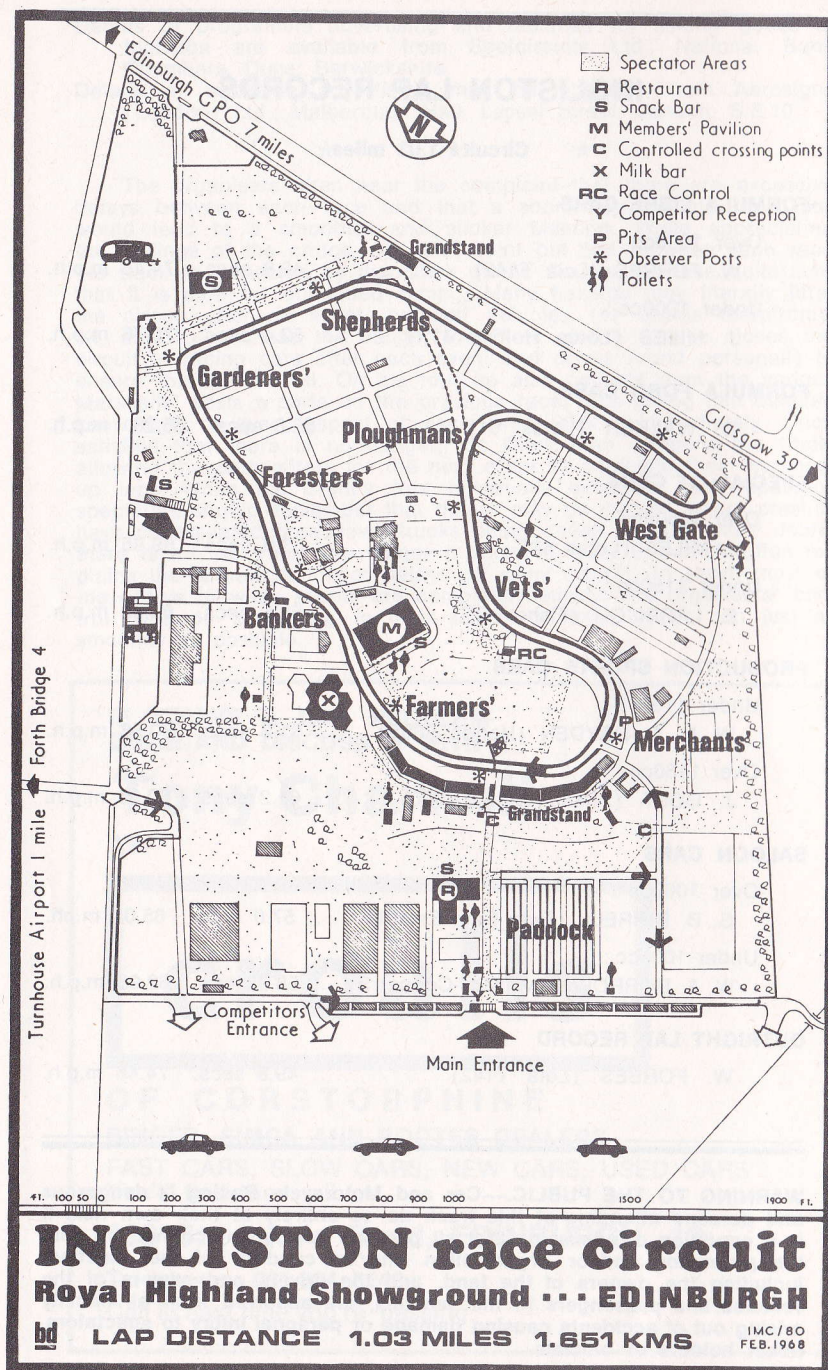 Edinburgh GPO 7 miles
Spectator Areas
R Restaurant
S Snack Bar
M Members' Pavilion
C Controlled crossing points
X Milk bar
RC Race Control
Y Competitor Reception
P Pits Area
* Observer Posts
Toilets
N
Grandstand
S
Shepherds'
Gardeners'
Ploughmans
Glasgow 39
Foresters'
S
West Gate
Vets'
Bankers
M
S
RC
X
Farmers'
P
Merchants'
Forth Bridge 4
Turnhouse Airport 1 mile
C
Grandstand
C
S
R
Paddock
Competitors
Entrance
Main Entrance
FT. 100 50 0 100 200 300 400 500 600 700 800 900 1000 1500 1900 FT.
INGLISTON race circuit
Royal Highland Showground ··· EDINBURGH
bd LAP DISTANCE 1.03 MILES 1.651 KMS
IMC/80
FEB.1968